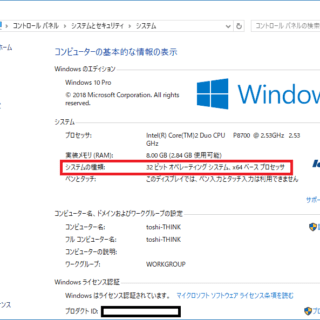 コントロール パネル > システムとセキュリティ > システム
コントロール パネルの検索
ホーム
コンピューターの基本的な情報の表示
Windows のエディション
Windows 10 Pro
© 2018 Microsoft Corporation. All rights reserved.
Windows
システム
プロセッサ: Intel(R) Core(TM)2 Duo CPU P8700 @ 2.53GHz 2.53 GHz
実装メモリ (RAM): 8.00 GB (2.84 GB 使用可能)
システムの種類: 32 ビット オペレーティング システム、x64 ベース プロセッサ
ペンとタッチ: このディスプレイでは、ペン入力とタッチ入力は利用できません
サポ
コンピューター名、ドメインおよびワークグループの設定
コンピューター名: toshi-THINK
フル コンピューター名: toshi-THINK
コンピューターの説明:
ワークグループ: WORKGROUP
Windows ライセンス認証
Windows はライセンス認証されています。 マイクロソフト ソフトウェア ライセンス条項を読む
プロダクト ID:
ナンス